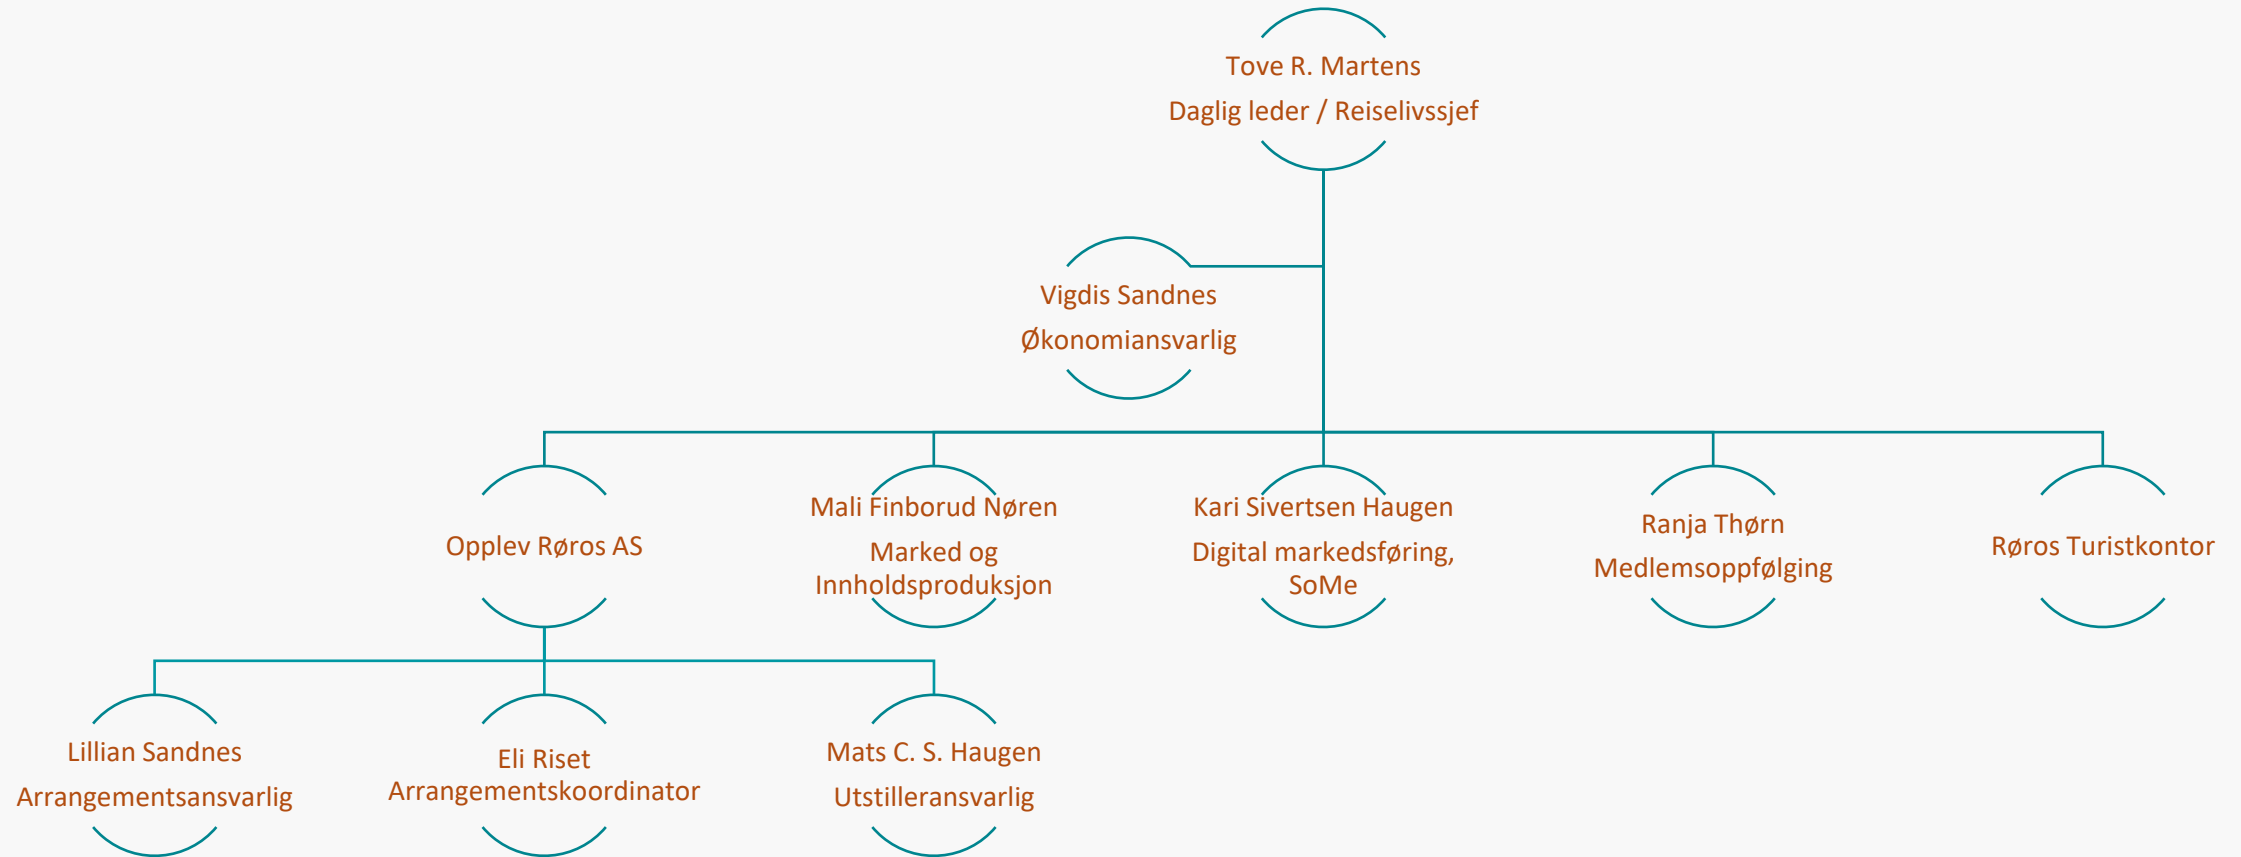 Tove R. Martens
Daglig leder / Reiselivssjef
Vigdis Sandnes
Økonomiansvarlig
Opplev Røros AS
Mali Finborud Nøren
Marked og
Innholdsproduksjon
Kari Sivertsen Haugen
Digital markedsføring,
SoMe
Ranja Thørn
Medlemsoppfølging
Røros Turistkontor
Lillian Sandnes
Arrangementsansvarlig
Eli Riset
Arrangementskoordinator
Mats C. S. Haugen
Utstilleransvarlig